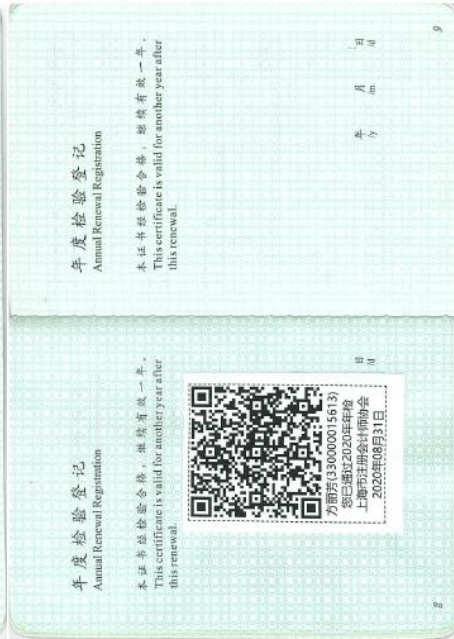 年度检验登记
Annual Renewal Registration
本证书经检验合格，继续有效一年。
This certificate is valid for another year after
this renewal.
方丽芳(330000015613)
您已通过2020年年检
上海市注册会计师协会
2020年08月31日
日
/d
8
年度检验登记
Annual Renewal Registration
本证书经检验合格，继续有效一年。
This certificate is valid for another year after
this renewal.
年 月 日
/y /m /d
9